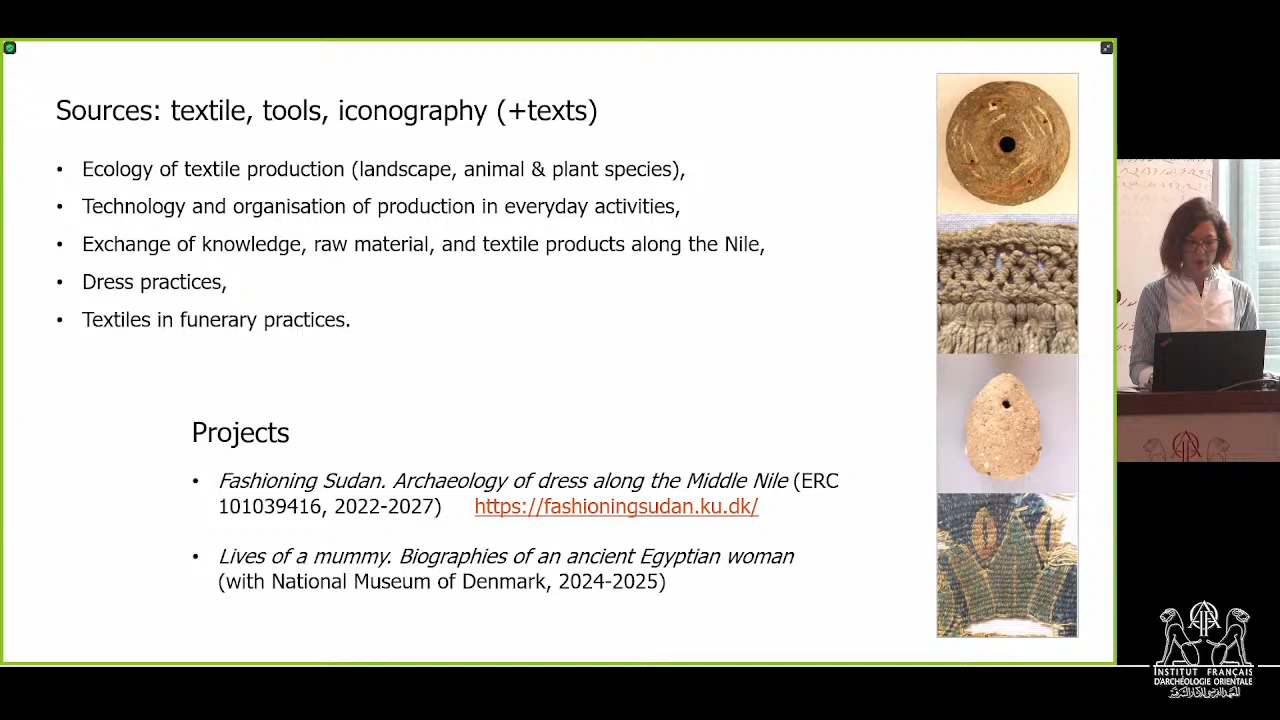 Sources: textile, tools, iconography (+texts)
• Ecology of textile production (landscape, animal & plant species),
• Technology and organisation of production in everyday activities,
• Exchange of knowledge, raw material, and textile products along the Nile,
• Dress practices,
• Textiles in funerary practices.
Projects
• Fashioning Sudan. Archaeology of dress along the Middle Nile (ERC
101039416, 2022-2027) https://fashioningsudan.ku.dk/
• Lives of a mummy. Biographies of an ancient Egyptian woman
(with National Museum of Denmark, 2024-2025)
INSTITUT FRANÇAIS
D'ARCHÉOLOGIE ORIENTALE
المعهد الفرنسي للآثار الشرقية